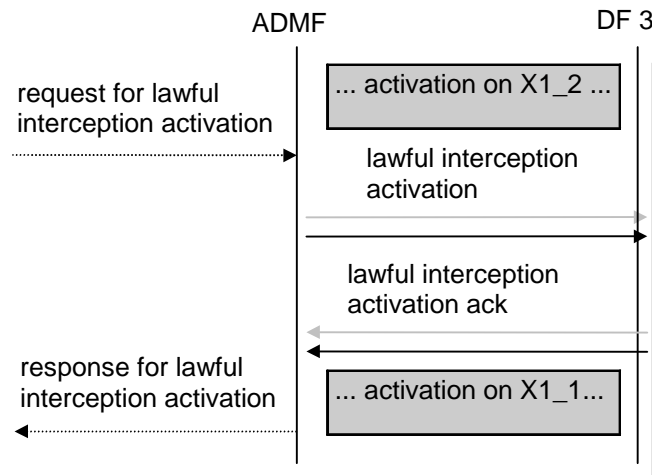 ADMF
DF 3
request for lawful
interception activation
... activation on X1_2 ...
lawful interception
activation
lawful interception
activation ack
response for lawful
interception activation
... activation on X1_1...